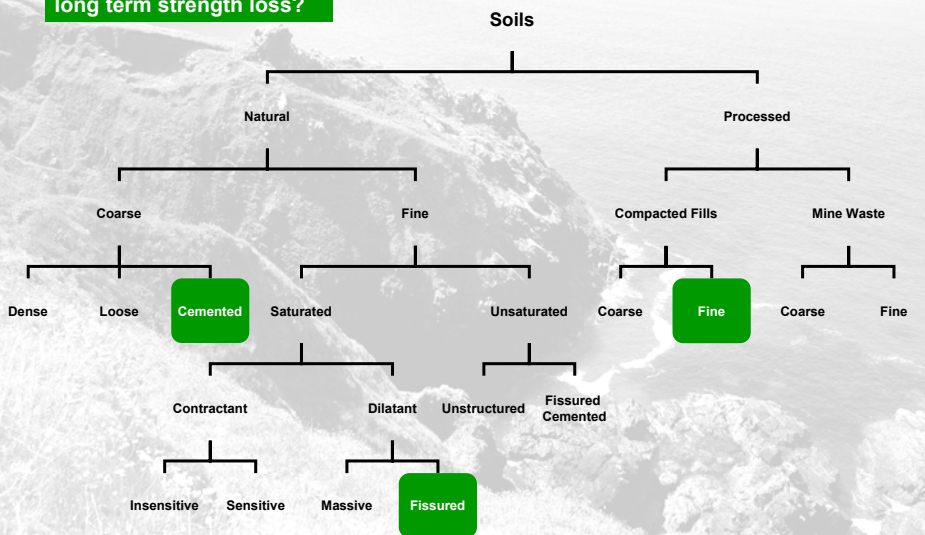 long term strength loss?
Soils
Natural
Processed
Coarse
Fine
Compacted Fills
Mine Waste
Dense
Loose
Cemented
Saturated
Unsaturated
Coarse
Fine
Coarse
Fine
Contractant
Dilatant
Unstructured
Fissured
Cemented
Insensitive
Sensitive
Massive
Fissured